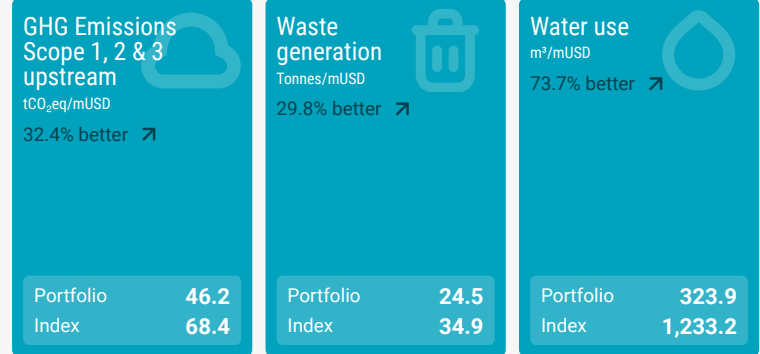 GHG Emissions
Scope 1, 2 & 3
upstream
tCO₂eq/mUSD
32.4% better
Portfolio 46.2
Index 68.4
Waste
generation
Tonnes/mUSD
29.8% better
Portfolio 24.5
Index 34.9
Water use
m³/mUSD
73.7% better
Portfolio 323.9
Index 1,233.2